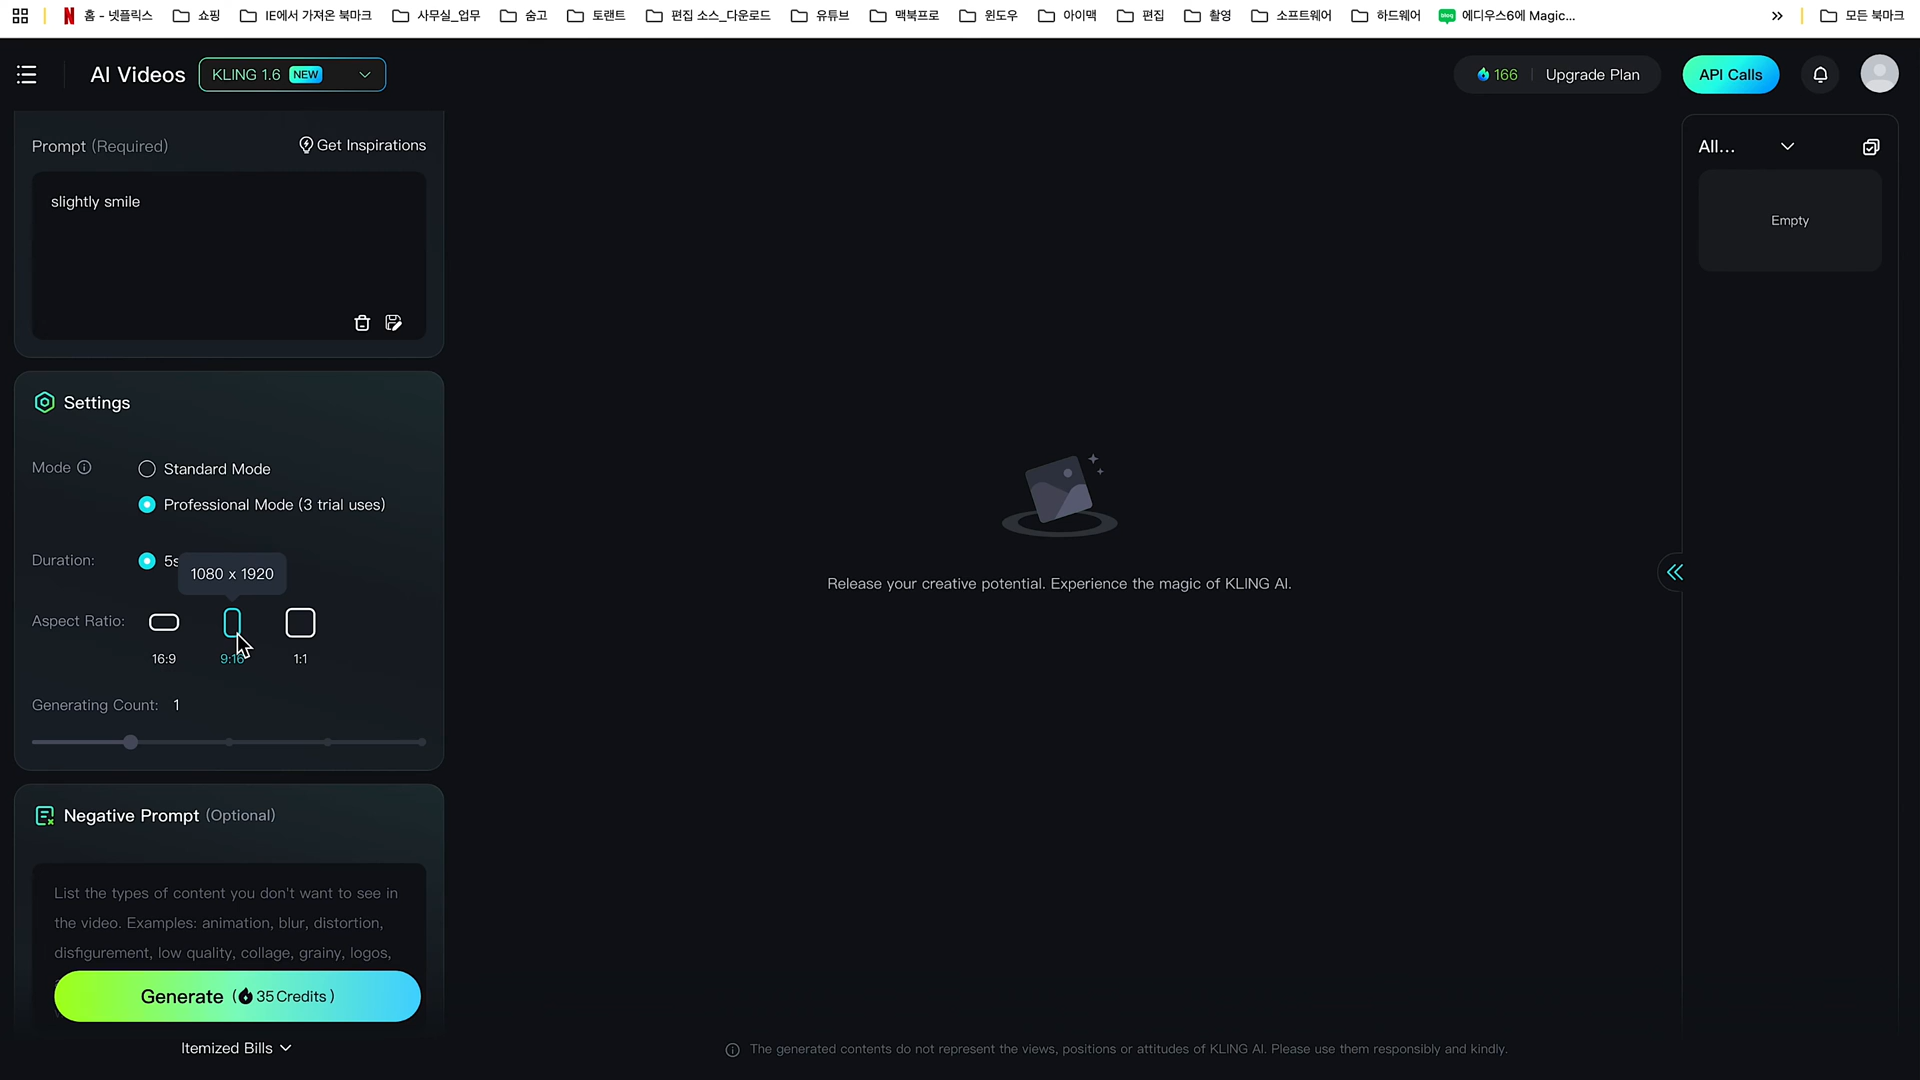 홈 - 넷플릭스 쇼핑 IE에서 가져온 북마크 사무실_업무 숨고 토랜트 편집 소스_다운로드 유튜브 맥북프로 윈도우 아이맥 편집 촬영 소프트웨어 하드웨어 에디우스6에 Magic... 모든 북마크
AI Videos KLING 1.6 NEW 166 Upgrade Plan API Calls
Prompt (Required) Get Inspirations
All...
slightly smile
Empty
Settings
Mode Standard Mode
Professional Mode (3 trial uses)
Duration: 5s
1080 x 1920
Release your creative potential. Experience the magic of KLING AI.
Aspect Ratio:
16:9 9:16 1:1
Generating Count: 1
Negative Prompt (Optional)
List the types of content you don't want to see in
the video. Examples: animation, blur, distortion,
disfigurement, low quality, collage, grainy, logos,
Generate (35 Credits)
Itemized Bills
The generated contents do not represent the views, positions or attitudes of KLING AI. Please use them responsibly and kindly.